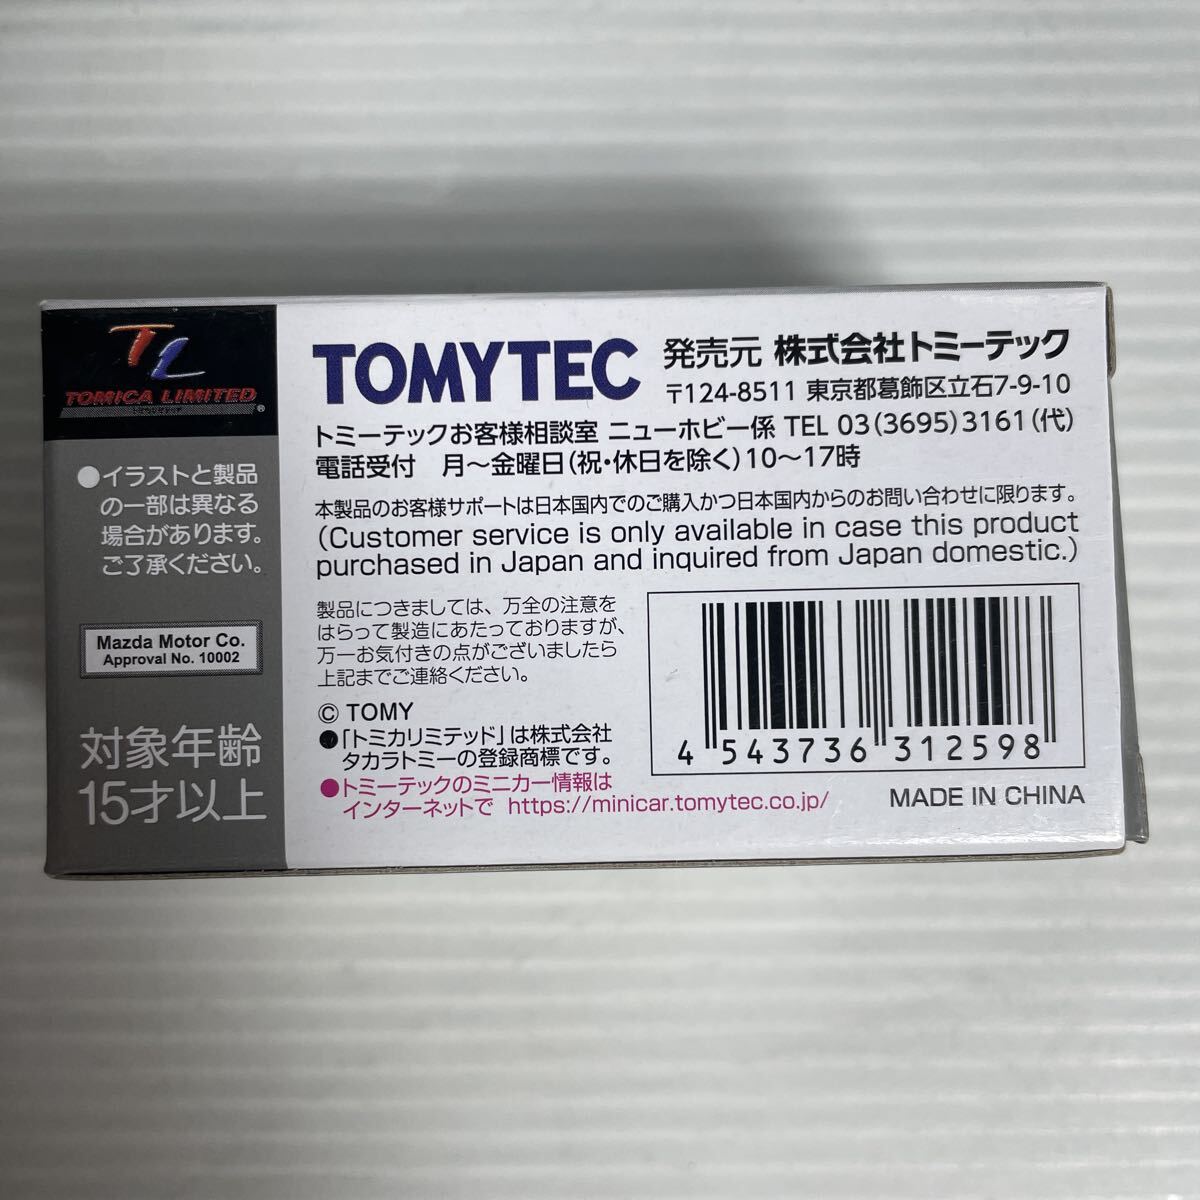 TL
TOMICA LIMITED
®
●イラストと製品
の一部は異なる
場合があります。
ご了承ください。
Mazda Motor Co.
Approval No. 10002
対象年齢
15才以上
TOMYTEC
発売元 株式会社トミーテック
〒124-8511 東京都葛飾区立石7-9-10
トミーテックお客様相談室 ニューホビー係 TEL 03(3695)3161(代)
電話受付 月〜金曜日(祝・休日を除く)10〜17時
本製品のお客様サポートは日本国内でのご購入かつ日本国内からのお問い合わせに限ります。
(Customer service is only available in case this product
purchased in Japan and inquired from Japan domestic.)
製品につきましては、万全の注意を
はらって製造にあたっておりますが、
万一お気付きの点がございましたら
上記までご連絡ください。
© TOMY
●「トミカリミテッド」は株式会社
タカラトミーの登録商標です。
●トミーテックのミニカー情報は
インターネットで https://minicar.tomytec.co.jp/
4 543736 312598
MADE IN CHINA